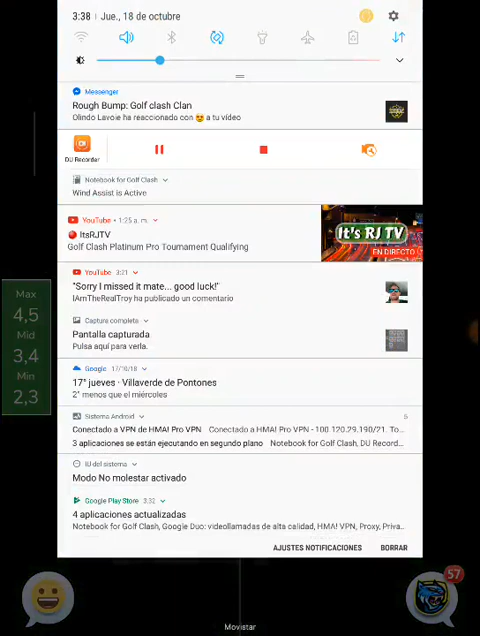 3:38 Jue., 18 de octubre
Messenger
Rough Bump: Golf clash Clan
Olindo Lavoie ha reaccionado con 😍 a tu vídeo
DU Recorder
Notebook for Golf Clash
Wind Assist is Active
YouTube • 1:25 a. m.
ItsRJTV
Golf Clash Platinum Pro Tournament Qualifying
It's RJ TV
EN DIRECTO
YouTube 3:21
"Sorry I missed it mate... good luck!"
IAmTheRealTroy ha publicado un comentario
Captura completa
Pantalla capturada
Pulsa aquí para verla.
Google 17/10/18
17° jueves · Villaverde de Pontones
2° menos que el miércoles
Sistema Android 5
Conectado a VPN de HMA! Pro VPN Conectado a HMA! Pro VPN - 100.120.29.190/21. To...
3 aplicaciones se están ejecutando en segundo plano Notebook for Golf Clash, DU Record...
IU del sistema
Modo No molestar activado
Google Play Store 3:32
4 aplicaciones actualizadas
Notebook for Golf Clash, Google Duo: videollamadas de alta calidad, HMA! VPN, Proxy, Priva...
AJUSTES NOTIFICACIONES BORRAR
Max
4,5
Mid
3,4
Min
2,3
57
Movistar